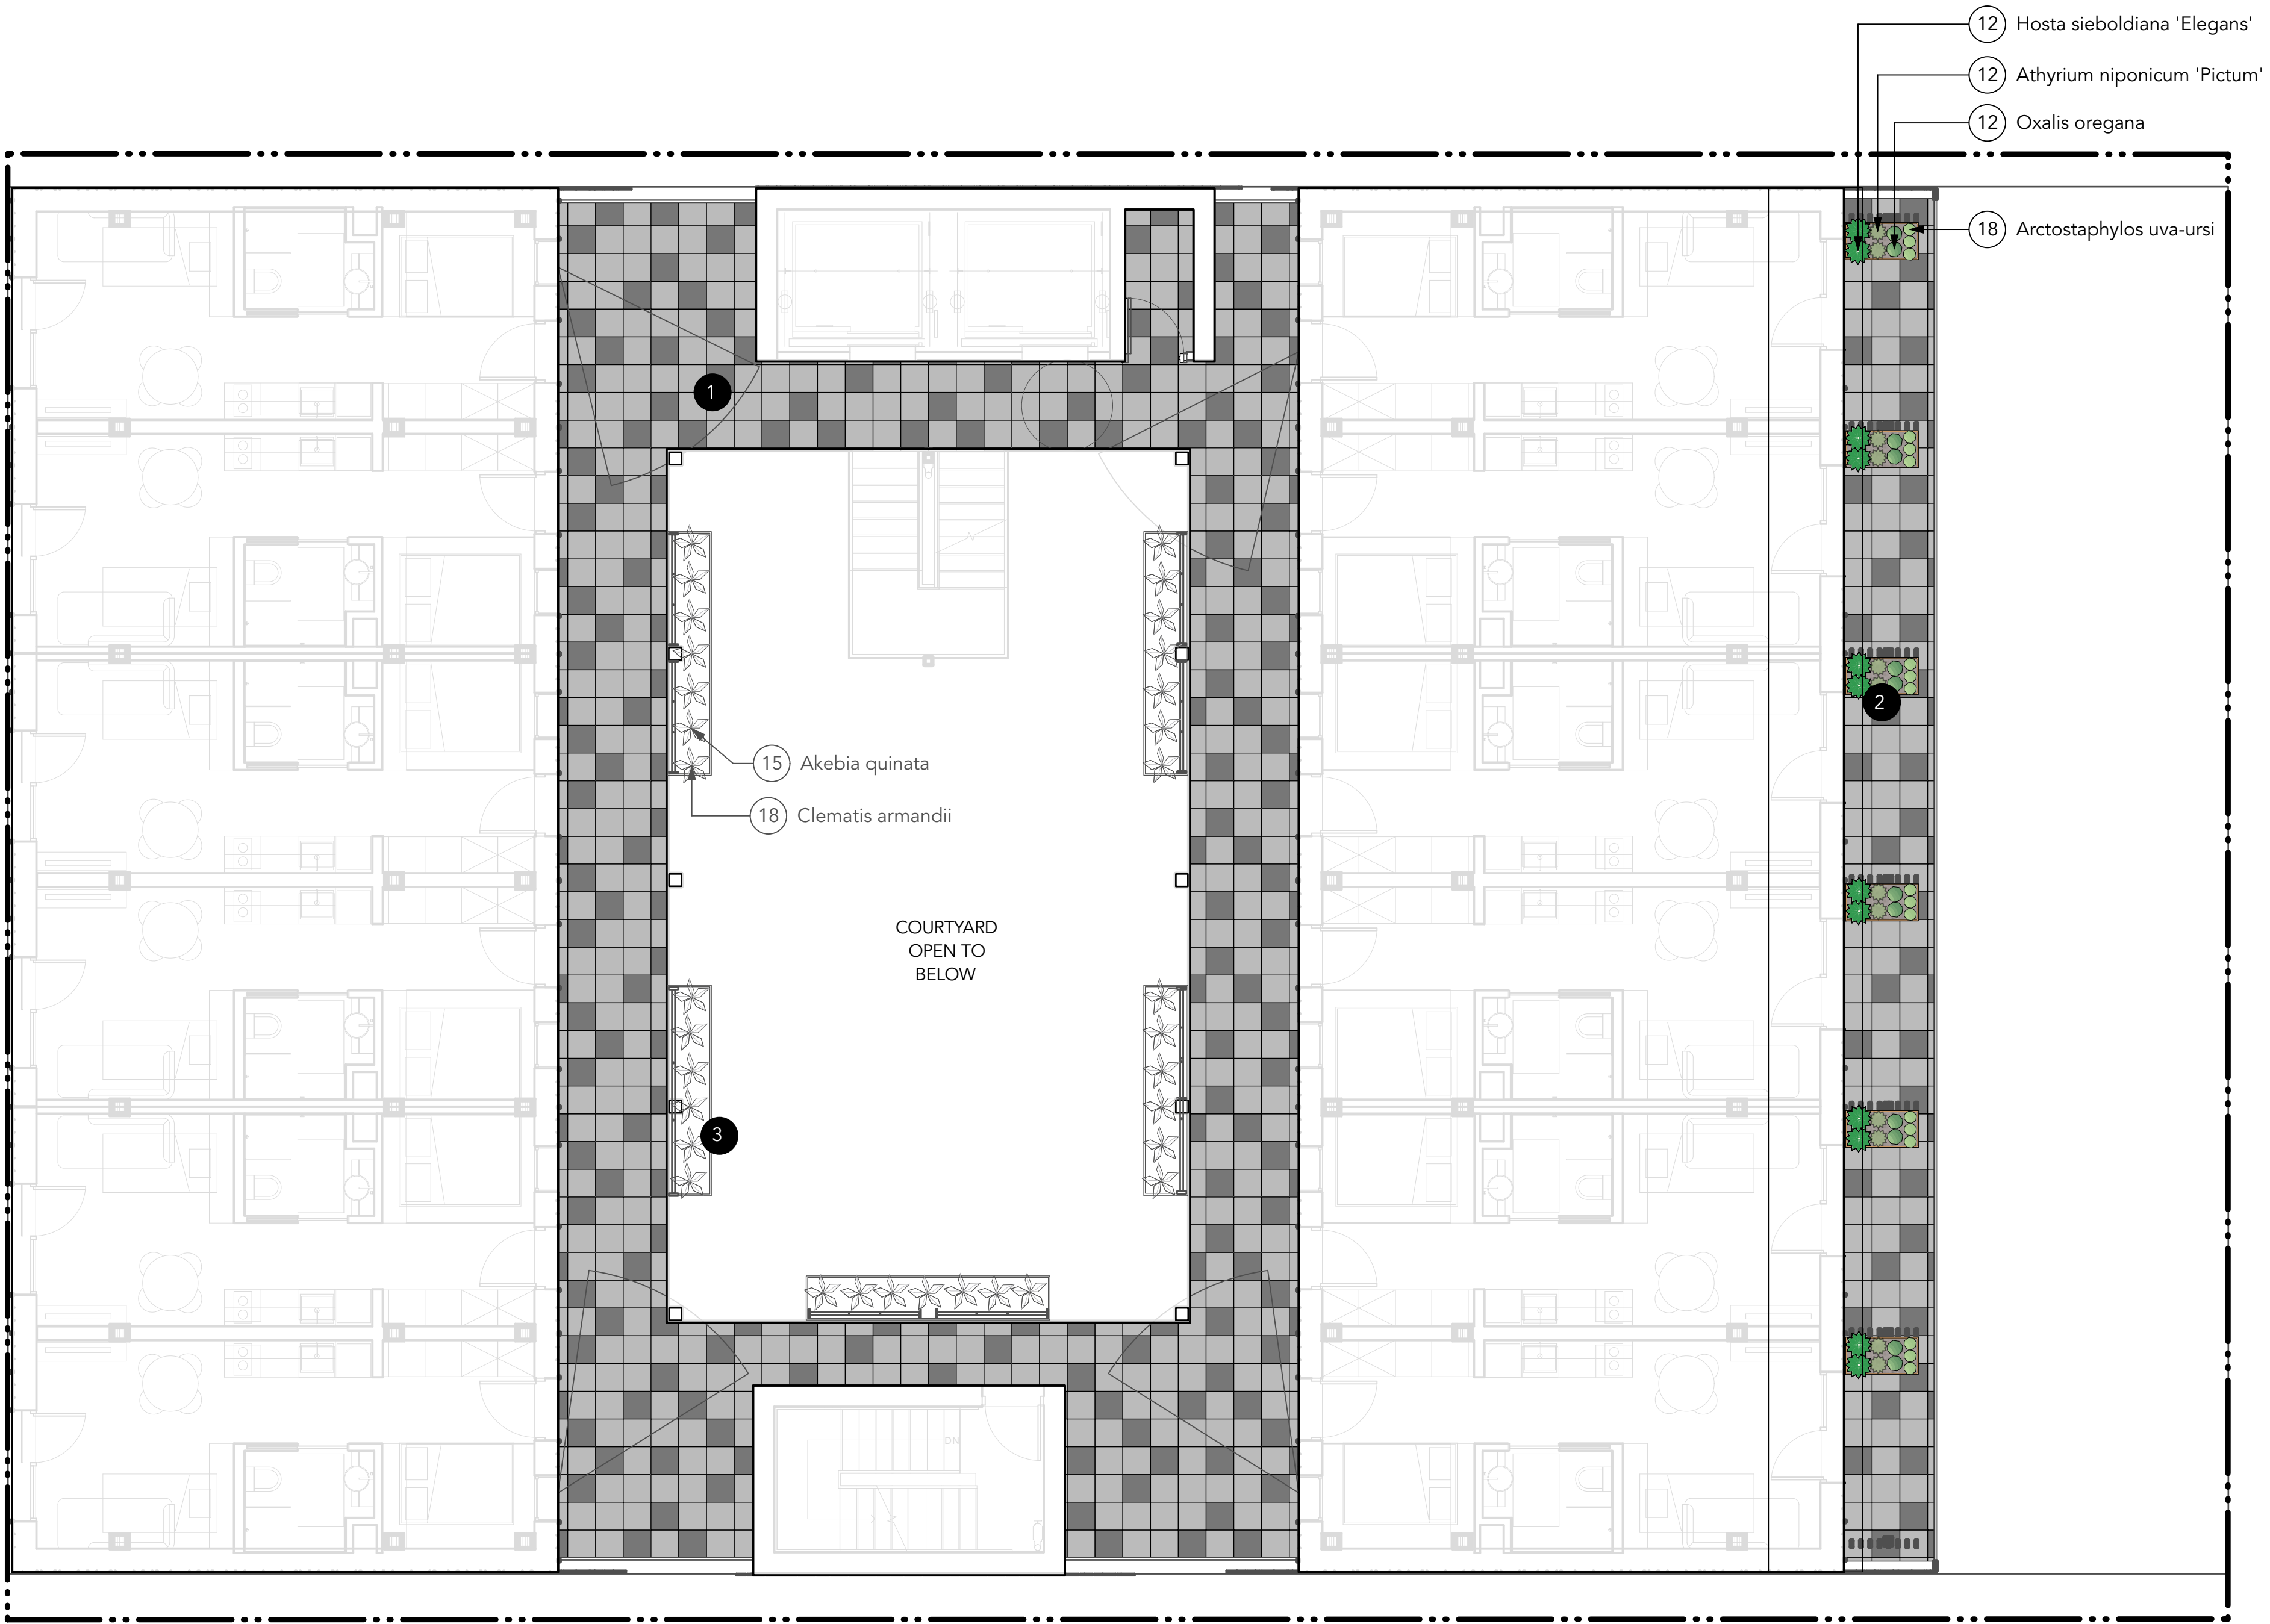 12 Hosta sieboldiana 'Elegans'
12 Athyrium niponicum 'Pictum'
12 Oxalis oregana
18 Arctostaphylos uva-ursi
1
2
15 Akebia quinata
18 Clematis armandii
COURTYARD
OPEN TO
BELOW
3
DN